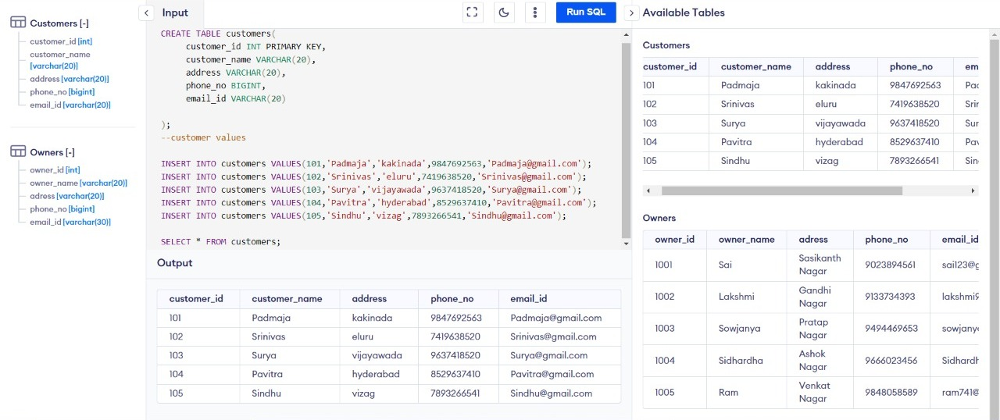 Customers [-]
customer_id [int]
customer_name
[varchar(20)]
address [varchar(20)]
phone_no [bigint]
email_id [varchar(20)]
Owners [-]
owner_id [int]
owner_name [varchar(20)]
adress [varchar(20)]
phone_no [bigint]
email_id [varchar(30)]
Input
Run SQL
CREATE TABLE customers(
customer_id INT PRIMARY KEY,
customer_name VARCHAR(20),
address VARCHAR(20),
phone_no BIGINT,
email_id VARCHAR(20)
);
--customer values
INSERT INTO customers VALUES(101,'Padmaja','kakinada',9847692563,'Padmaja@gmail.com');
INSERT INTO customers VALUES(102,'Srinivas','eluru',7419638520,'Srinivas@gmail.com');
INSERT INTO customers VALUES(103,'Surya','vijayawada',9637418520,'Surya@gmail.com');
INSERT INTO customers VALUES(104,'Pavitra','hyderabad',8529637410,'Pavitra@gmail.com');
INSERT INTO customers VALUES(105,'Sindhu','vizag',7893266541,'Sindhu@gmail.com');
SELECT * FROM customers;
Output
customer_id customer_name address phone_no email_id
101 Padmaja kakinada 9847692563 Padmaja@gmail.com
102 Srinivas eluru 7419638520 Srinivas@gmail.com
103 Surya vijayawada 9637418520 Surya@gmail.com
104 Pavitra hyderabad 8529637410 Pavitra@gmail.com
105 Sindhu vizag 7893266541 Sindhu@gmail.com
Available Tables
Customers
customer_id customer_name address phone_no em
101 Padmaja kakinada 9847692563 Pac
102 Srinivas eluru 7419638520 Srir
103 Surya vijayawada 9637418520 Sur
104 Pavitra hyderabad 8529637410 Pav
105 Sindhu vizag 7893266541 Sin
Owners
owner_id owner_name adress phone_no email_id
1001 Sai Sasikanth Nagar 9023894561 sai123@g
1002 Lakshmi Gandhi Nagar 9133734393 lakshmi9
1003 Sowjanya Pratap Nagar 9494469653 sowjany
1004 Sidhardha Ashok Nagar 9666023456 Sidhardh
1005 Ram Venkat Nagar 9848058589 ram741@